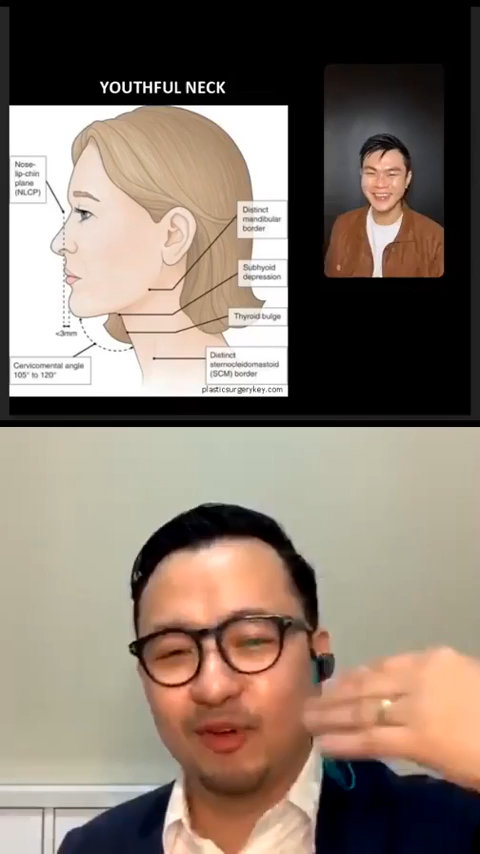 YOUTHFUL NECK
Nose-
lip-chin
plane
(NLCP)
Distinct
mandibular
border
Subhyoid
depression
Thyroid bulge
<3mm
Cervicomental angle
105° to 120°
Distinct
sternocleidomastoid
(SCM) border
plasticsurgerykey.com